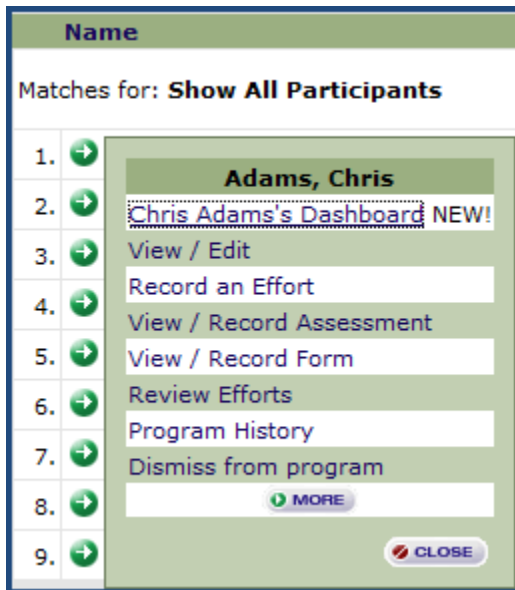 Name
Matches for: Show All Participants
1.
Adams, Chris
2.
Chris Adams's Dashboard NEW!
3.
View / Edit
Record an Effort
4.
View / Record Assessment
5.
View / Record Form
6.
Review Efforts
Program History
7.
Dismiss from program
8.
MORE
9.
CLOSE